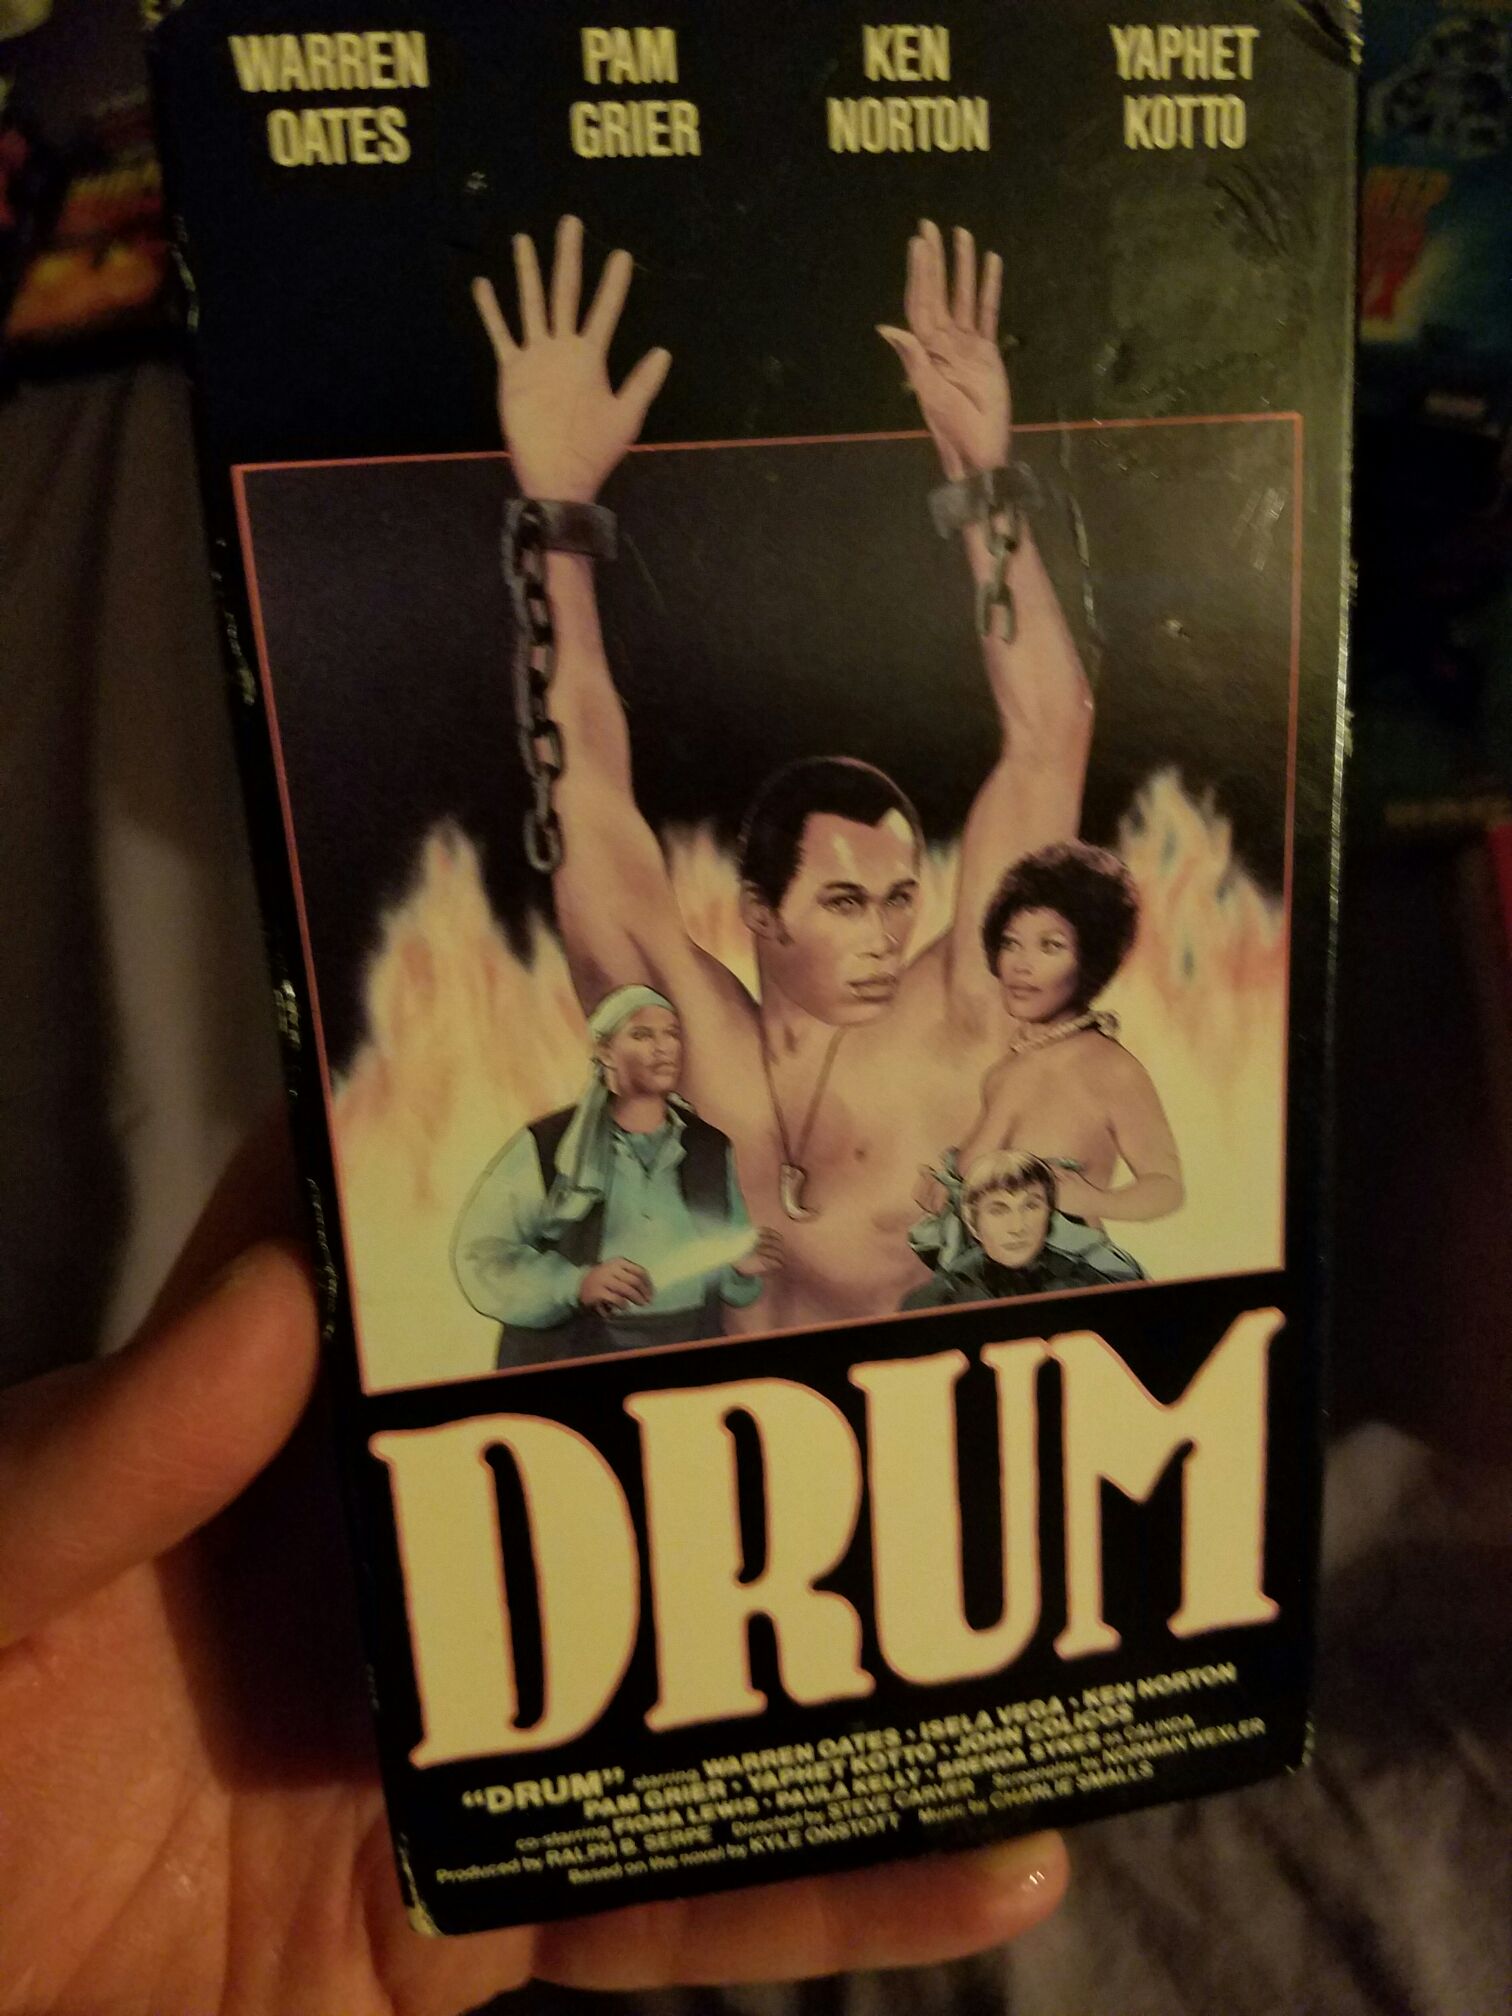 WARREN OATES
PAM GRIER
KEN NORTON
YAPHET KOTTO
DRUM
"DRUM" starring WARREN OATES • ISELA VEGA • KEN NORTON
PAM GRIER • YAPHET KOTTO • JOHN COLICOS
co-starring FIONA LEWIS • PAULA KELLY • BRENDA SYKES as CALINDA
Produced by RALPH B. SERPE Directed by STEVE CARVER Screenplay by NORMAN WEXLER
Based on the novel by KYLE ONSTOTT Music by CHARLIE SMALLS